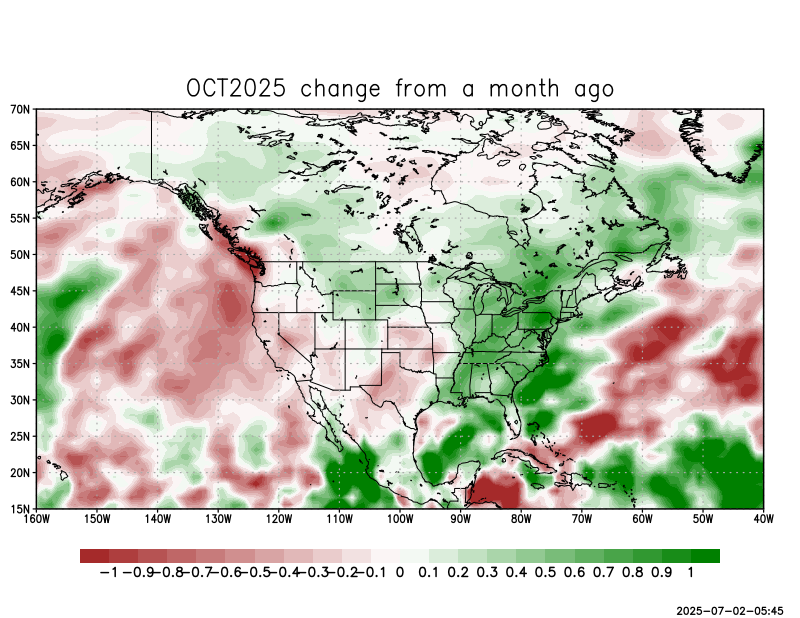 OCT2025 change from a month ago
70N
65N
60N
55N
50N
45N
40N
35N
30N
25N
20N
15N
160W 150W 140W 130W 120W 110W 100W 90W 80W 70W 60W 50W 40W
-1 -0.9 -0.8 -0.7 -0.6 -0.5 -0.4 -0.3 -0.2 -0.1 0 0.1 0.2 0.3 0.4 0.5 0.6 0.7 0.8 0.9 1
2025-07-02-05:45